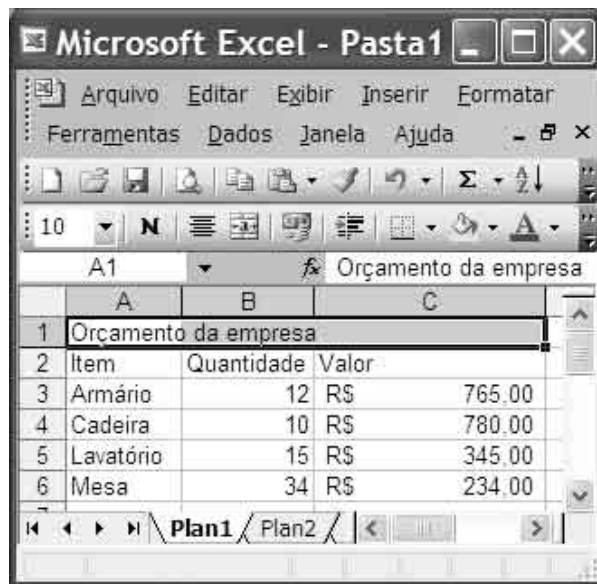 Microsoft Excel - Pasta1
Arquivo Editar Exibir Inserir Formatar
Ferramentas Dados Janela Ajuda
10 N A
A1 fx Orçamento da empresa
A B C
1 Orçamento da empresa
2 Item Quantidade Valor
3 Armário 12 R$ 765,00
4 Cadeira 10 R$ 780,00
5 Lavatório 15 R$ 345,00
6 Mesa 34 R$ 234,00
Plan1 Plan2